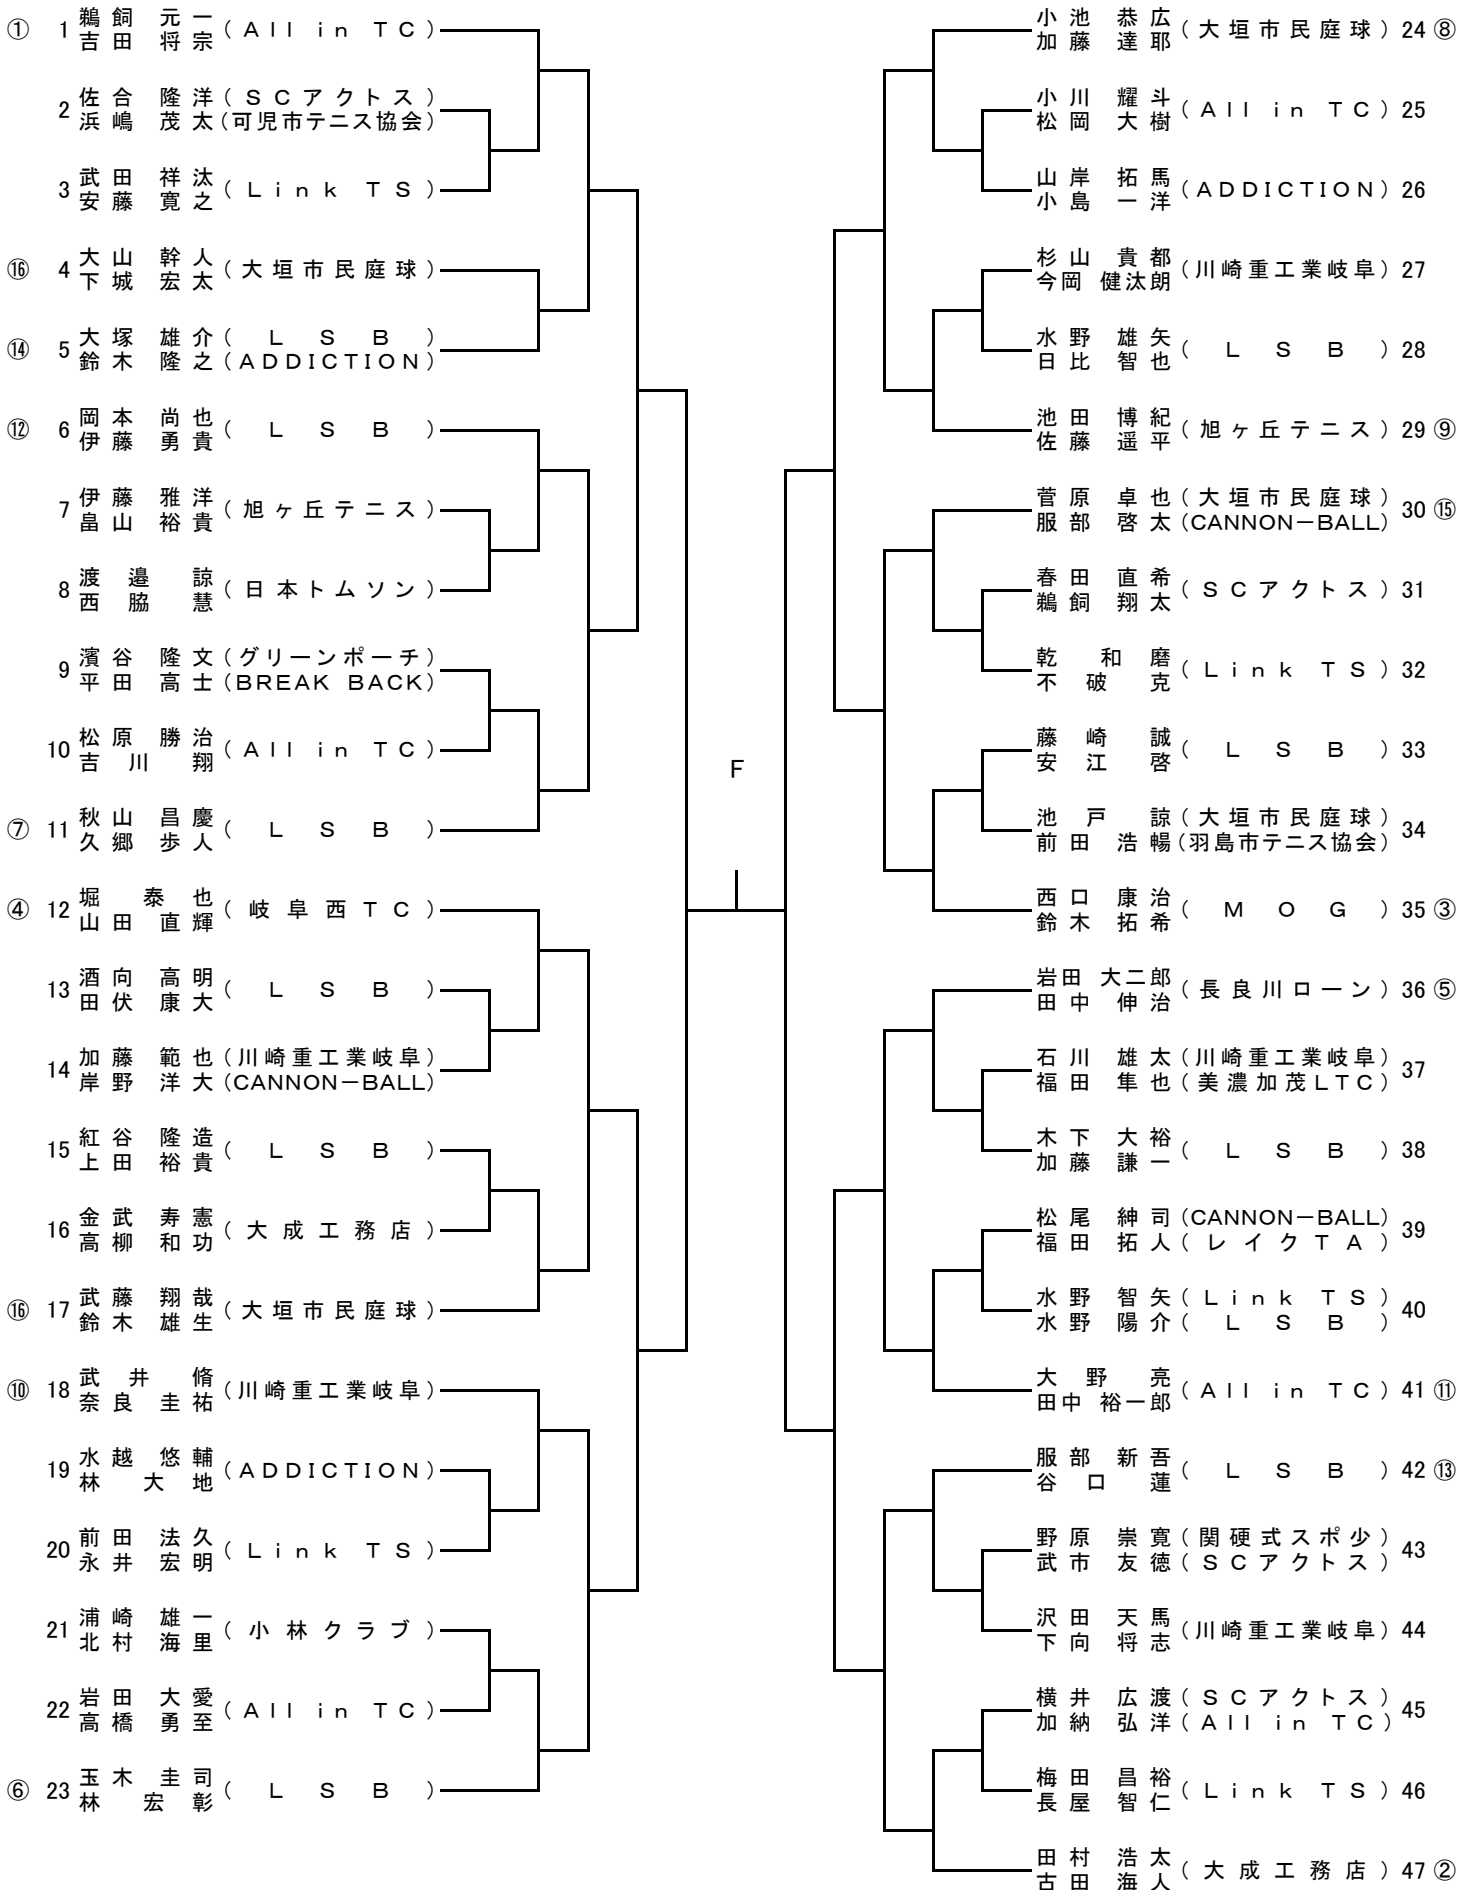 ① 1 鵜飼 元一 吉田 将宗 (All in TC)
2 佐合 隆洋 (SCアクトス) 浜嶋 茂太 (可児市テニス協会)
3 武田 祥汰 安藤 寛之 (Link TS)
⑯ 4 大山 幹人 下城 宏太 (大垣市民庭球)
⑭ 5 大塚 雄介 (LSB) 鈴木 隆之 (ADDICTION)
⑫ 6 岡本 尚也 伊藤 勇貴 (LSB)
7 伊藤 雅洋 畠山 裕貴 (旭ヶ丘テニス)
8 渡邉 諒 西脇 慧 (日本トムソン)
9 濱谷 隆文 (グリーンポーチ) 平田 高士 (BREAK BACK)
10 松原 勝治 吉川 翔 (All in TC)
⑦ 11 秋山 昌慶 久郷 歩人 (LSB)
④ 12 堀 泰也 山田 直輝 (岐阜西TC)
13 酒向 高明 田伏 康大 (LSB)
14 加藤 範也 (川崎重工業岐阜) 岸野 洋大 (CANNON-BALL)
15 紅谷 隆造 上田 裕貴 (LSB)
16 金武 寿憲 高柳 和功 (大成工務店)
⑯ 17 武藤 翔哉 鈴木 雄生 (大垣市民庭球)
⑩ 18 武井 脩 奈良 圭祐 (川崎重工業岐阜)
19 水越 悠輔 林 大地 (ADDICTION)
20 前田 法久 永井 宏明 (Link TS)
21 浦崎 雄一 北村 海里 (小林クラブ)
22 岩田 大愛 高橋 勇至 (All in TC)
⑥ 23 玉木 圭司 林 宏彰 (LSB)
F
小池 恭広 加藤 達耶 (大垣市民庭球) 24 ⑧
小川 耀斗 松岡 大樹 (All in TC) 25
山岸 拓馬 小島 一洋 (ADDICTION) 26
杉山 貴都 今岡 健汰朗 (川崎重工業岐阜) 27
水野 雄矢 日比 智也 (LSB) 28
池田 博紀 佐藤 遥平 (旭ヶ丘テニス) 29 ⑨
菅原 卓也 (大垣市民庭球) 服部 啓太 (CANNON-BALL) 30 ⑮
春田 直希 鵜飼 翔太 (SCアクトス) 31
乾 和磨 不破 克 (Link TS) 32
藤崎 誠 安江 啓 (LSB) 33
池戸 諒 (大垣市民庭球) 前田 浩暢 (羽島市テニス協会) 34
西口 康治 鈴木 拓希 (MOG) 35 ③
岩田 大二郎 田中 伸治 (長良川ローン) 36 ⑤
石川 雄太 (川崎重工業岐阜) 福田 隼也 (美濃加茂LTC) 37
木下 大裕 加藤 謙一 (LSB) 38
松尾 紳司 (CANNON-BALL) 福田 拓人 (レイクTA) 39
水野 智矢 (Link TS) 水野 陽介 (LSB) 40
大野 亮 田中 裕一郎 (All in TC) 41 ⑪
服部 新吾 谷口 蓮 (LSB) 42 ⑬
野原 崇寛 (関硬式スポ少) 武市 友徳 (SCアクトス) 43
沢田 天馬 下向 将志 (川崎重工業岐阜) 44
横井 広渡 (SCアクトス) 加納 弘洋 (All in TC) 45
梅田 昌裕 長屋 智仁 (Link TS) 46
田村 浩太 古田 海人 (大成工務店) 47 ②